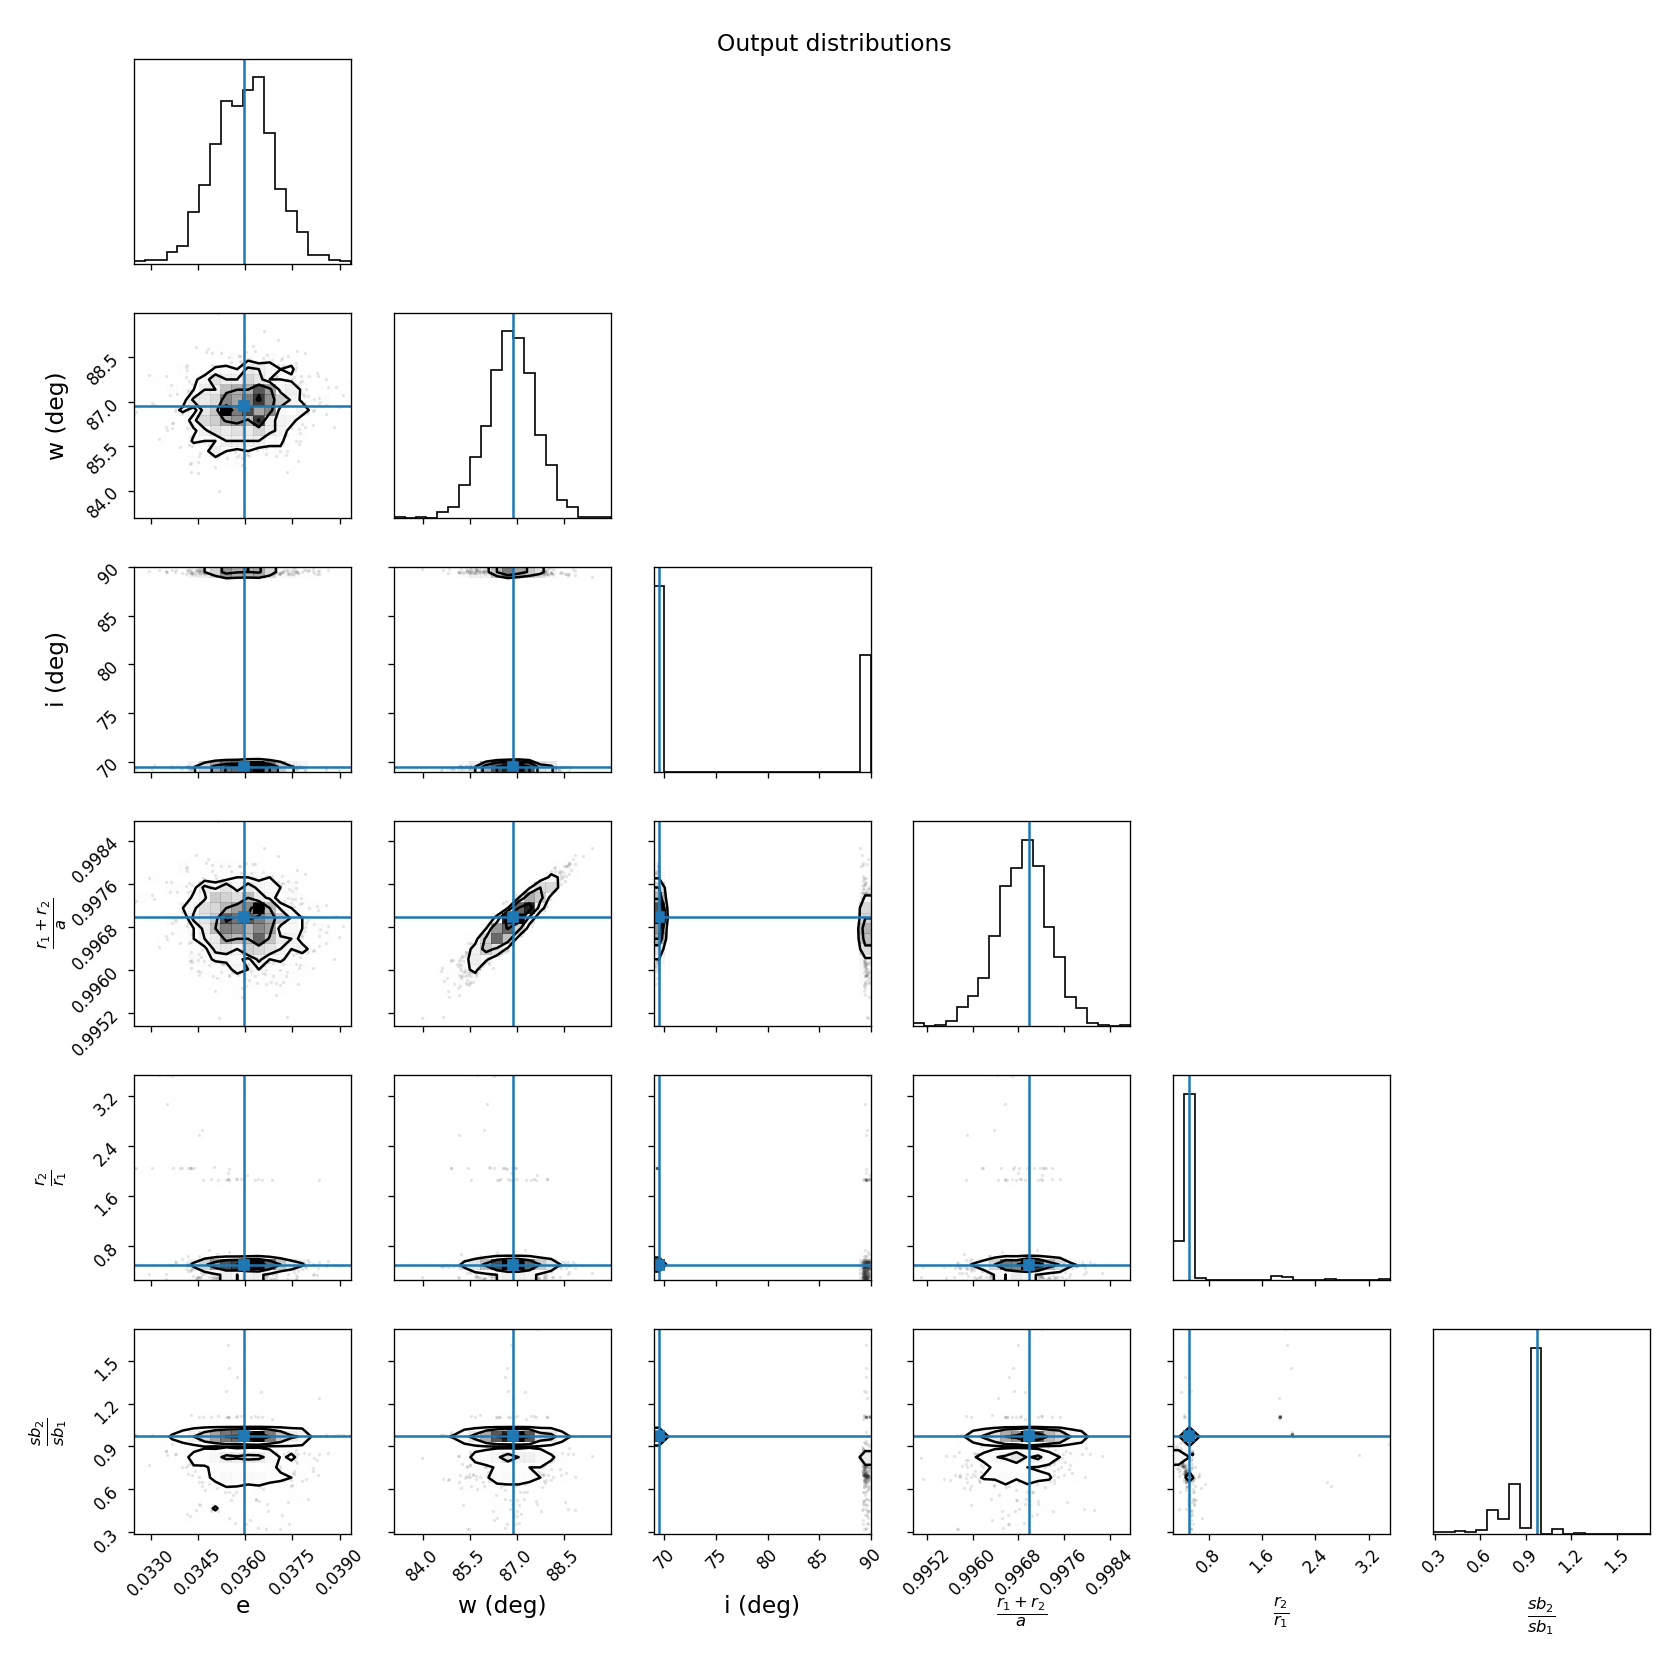 Output distributions
w (deg)
88.5
87.0
85.5
84.0
i (deg)
90
85
80
75
70
r₁ + r₂
a
0.9984
0.9976
0.9968
0.9960
0.9952
r₂
r₁
3.2
2.4
1.6
0.8
sb₂
sb₁
1.5
1.2
0.9
0.6
0.3
0.0330 0.0345 0.0360 0.0375 0.0390
84.0 85.5 87.0 88.5
70 75 80 85 90
0.9952 0.9960 0.9968 0.9976 0.9984
0.8 1.6 2.4 3.2
0.3 0.6 0.9 1.2 1.5
e
w (deg)
i (deg)
r₁ + r₂
a
r₂
r₁
sb₂
sb₁